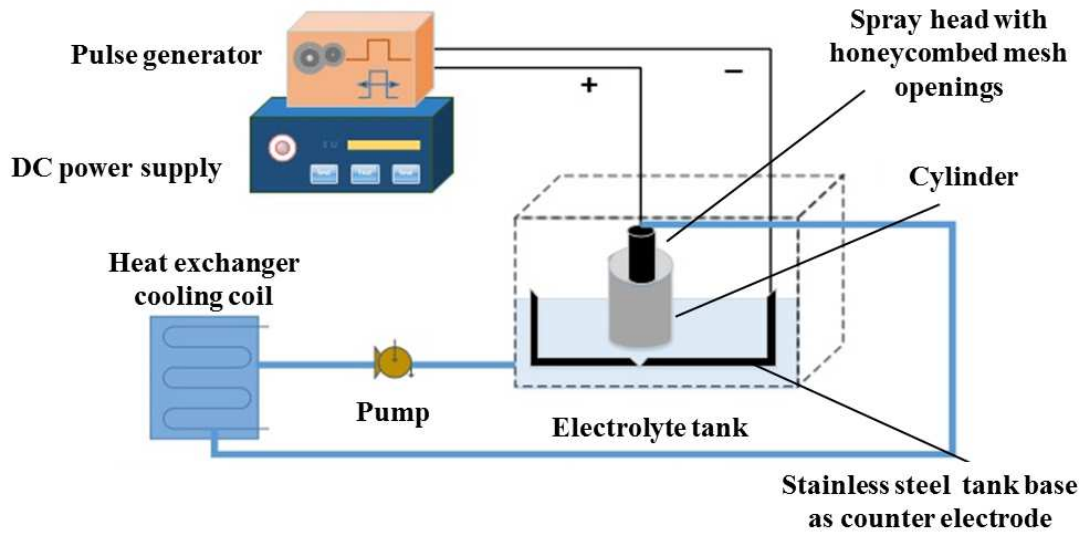 Spray head with
honeycombed mesh
openings
Pulse generator
+
−
DC power supply
Cylinder
Heat exchanger
cooling coil
Pump
Electrolyte tank
Stainless steel tank base
as counter electrode